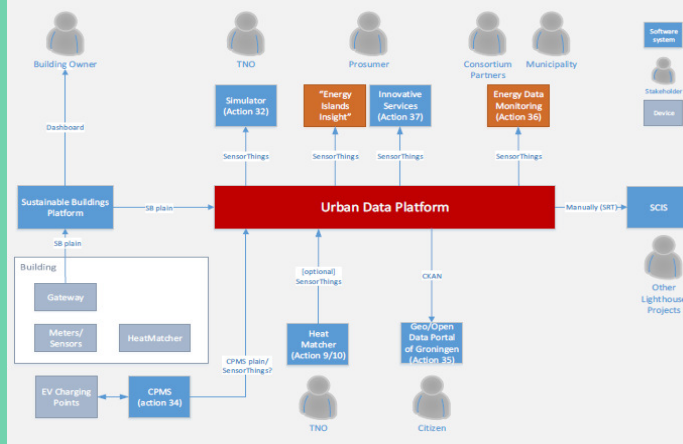 Building Owner
TNO
Prosumer
Consortium
Partners
Municipality
Software
system
Stakeholder
Device
Simulator
(Action 32)
"Energy
Islands
Insight"
Innovative
Services
(Action 37)
Energy Data
Monitoring
(Action 36)
Dashboard
SensorThings
SensorThings
SensorThings
SensorThings
Sustainable Buildings
Platform
SB plain
Urban Data Platform
Manually (SRT)
SCIS
SB plain
Building
Gateway
Meters/
Sensors
HeatMatcher
[optional]
SensorThings
CKAN
Other
Lighthouse
Projects
Heat
Matcher
(Action 9/10)
Geo/Open
Data Portal
of Groningen
(Action 35)
CPMS plain/
SensorThings?
EV Charging
Points
CPMS
(action 34)
TNO
Citizen